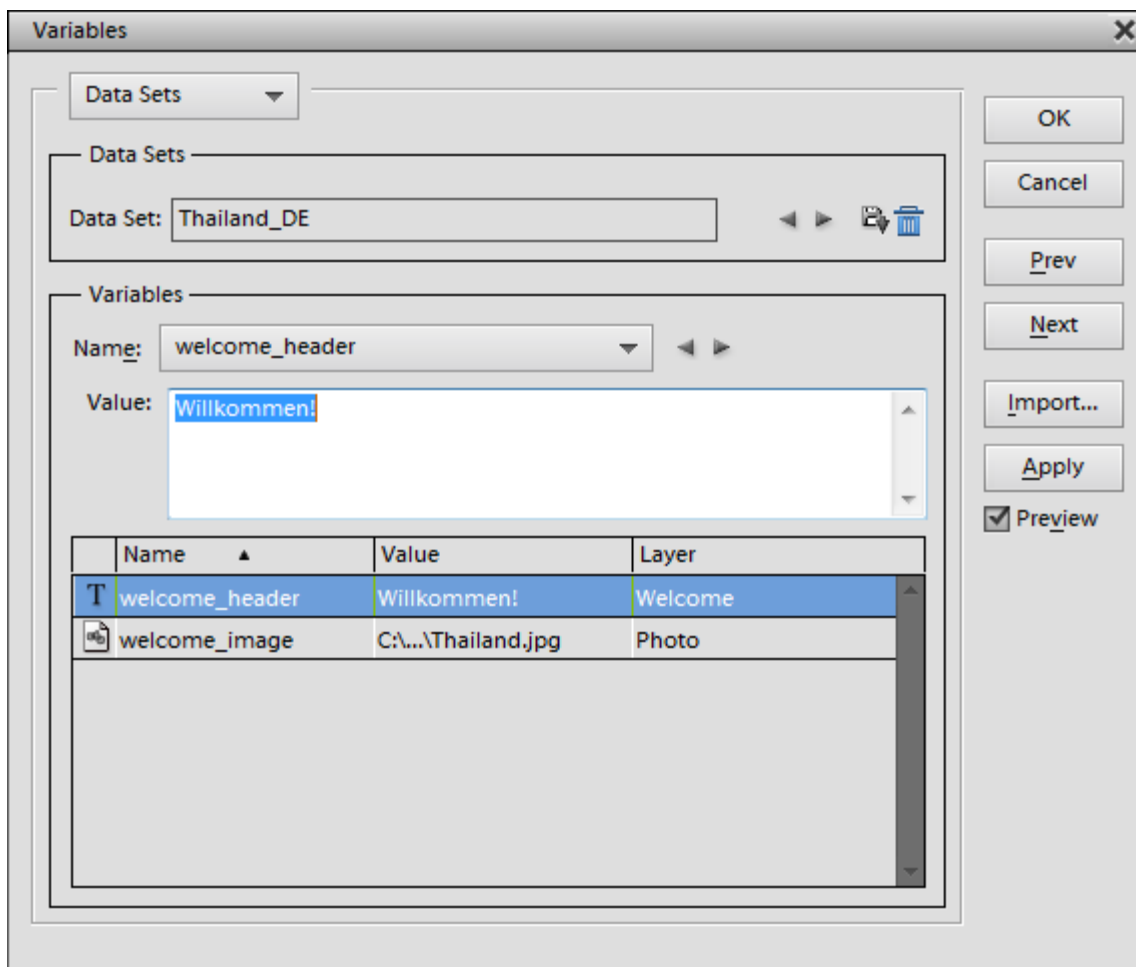 Variables
Data Sets
OK
Data Sets
Cancel
Data Set: Thailand_DE
Prev
Variables
Next
Name: welcome_header
Value: Willkommen!
Import...
Apply
Preview
Name Value Layer
T welcome_header Willkommen! Welcome
welcome_image C:\...\Thailand.jpg Photo